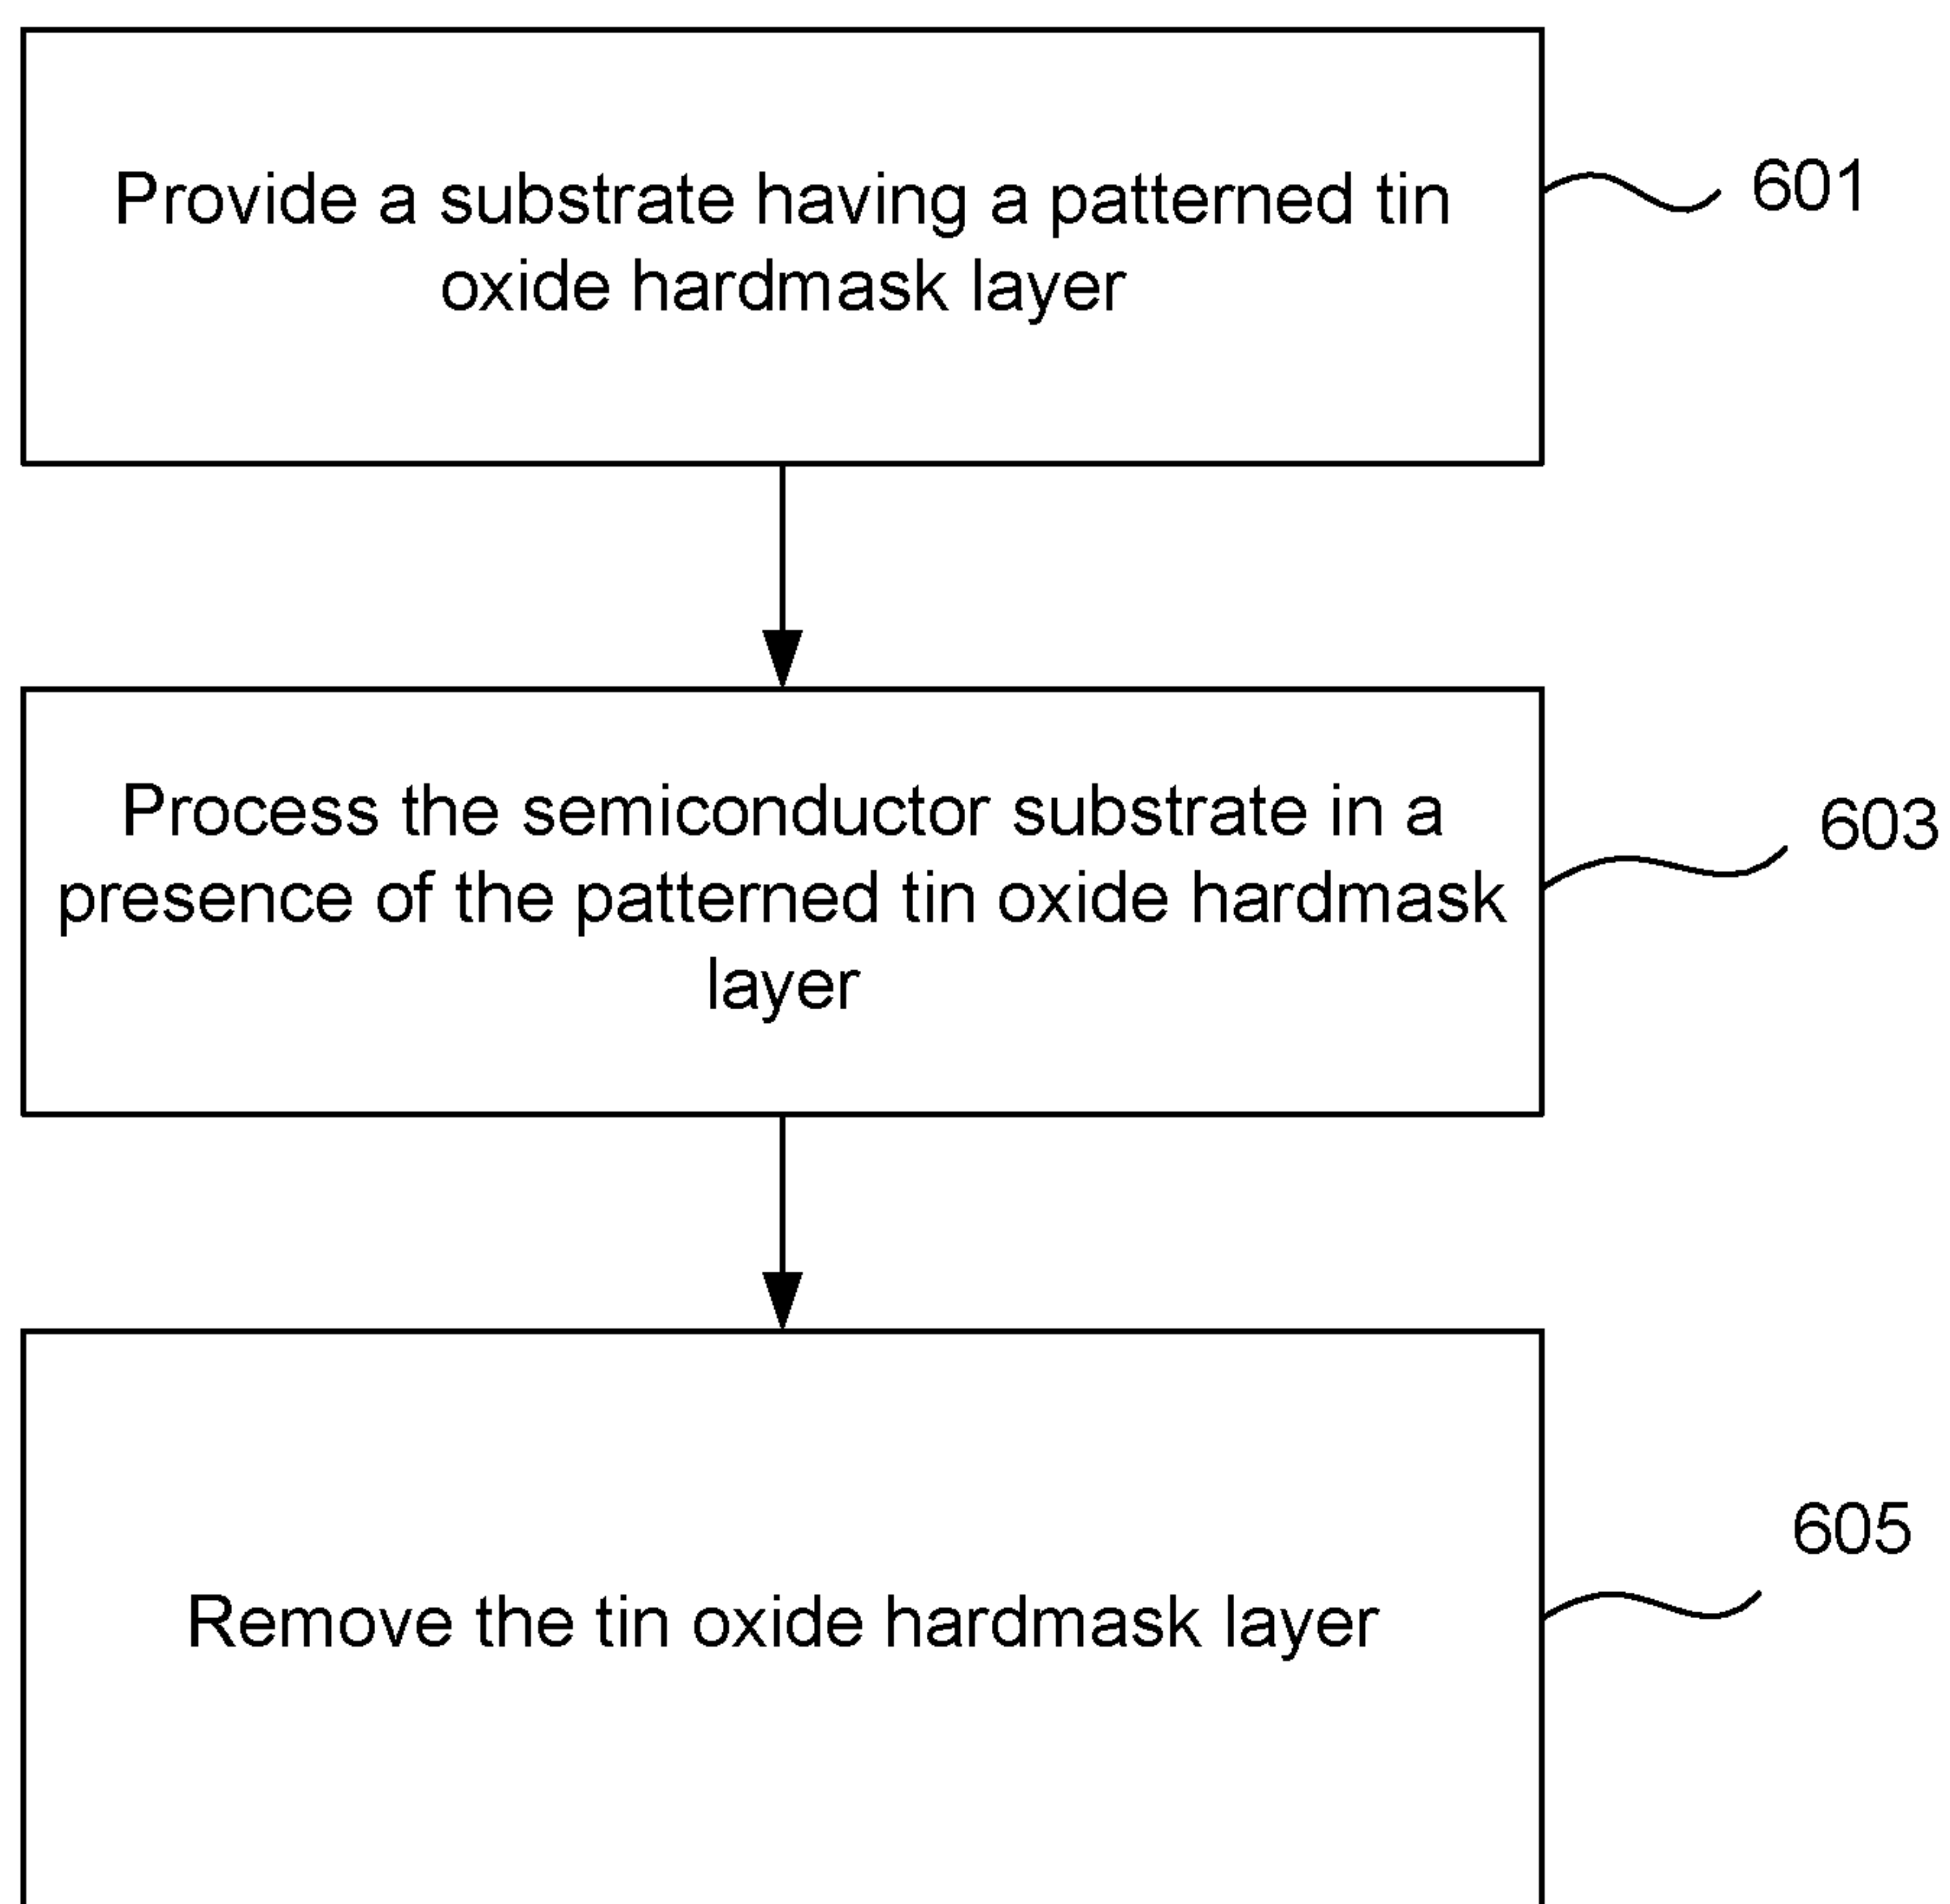 Provide a substrate having a patterned tin
oxide hardmask layer
601
Process the semiconductor substrate in a
presence of the patterned tin oxide hardmask
layer
603
Remove the tin oxide hardmask layer
605